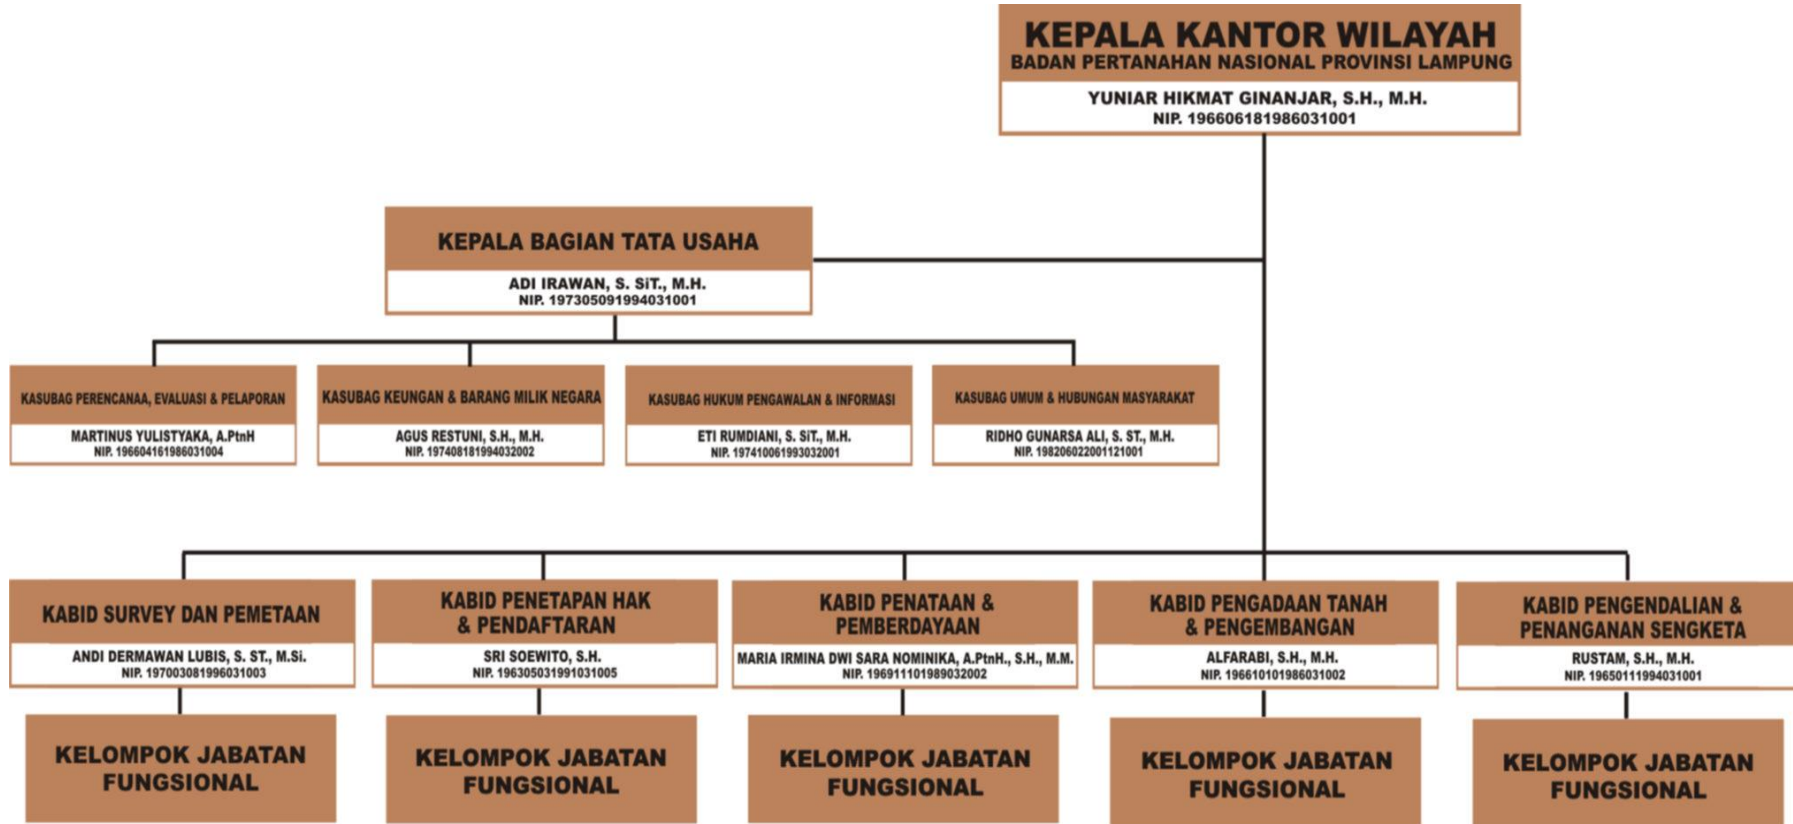 KEPALA KANTOR WILAYAH
BADAN PERTANAHAN NASIONAL PROVINSI LAMPUNG
YUNIAR HIKMAT GINANJAR, S.H., M.H.
NIP. 196606181986031001
KEPALA BAGIAN TATA USAHA
ADI IRAWAN, S. SiT., M.H.
NIP. 197305091994031001
KASUBAG PERENCANAA, EVALUASI & PELAPORAN
MARTINUS YULISTYAKA, A.PtnH
NIP. 196604161986031004
KASUBAG KEUNGAN & BARANG MILIK NEGARA
AGUS RESTUNI, S.H., M.H.
NIP. 197408181994032002
KASUBAG HUKUM PENGAWALAN & INFORMASI
ETI RUMDIANI, S. SiT., M.H.
NIP. 197410061993032001
KASUBAG UMUM & HUBUNGAN MASYARAKAT
RIDHO GUNARSA ALI, S. ST., M.H.
NIP. 198206022001121001
KABID SURVEY DAN PEMETAAN
ANDI DERMAWAN LUBIS, S. ST., M.Si.
NIP. 197003081996031003
KABID PENETAPAN HAK
& PENDAFTARAN
SRI SOEWITO, S.H.
NIP. 196305031991031005
KABID PENATAAN &
PEMBERDAYAAN
MARIA IRMINA DWI SARA NOMINIKA, A.PtnH., S.H., M.M.
NIP. 196911101989032002
KABID PENGADAAN TANAH
& PENGEMBANGAN
ALFARABI, S.H., M.H.
NIP. 196610101986031002
KABID PENGENDALIAN &
PENANGANAN SENGKETA
RUSTAM, S.H., M.H.
NIP. 19650111994031001
KELOMPOK JABATAN
FUNGSIONAL
KELOMPOK JABATAN
FUNGSIONAL
KELOMPOK JABATAN
FUNGSIONAL
KELOMPOK JABATAN
FUNGSIONAL
KELOMPOK JABATAN
FUNGSIONAL